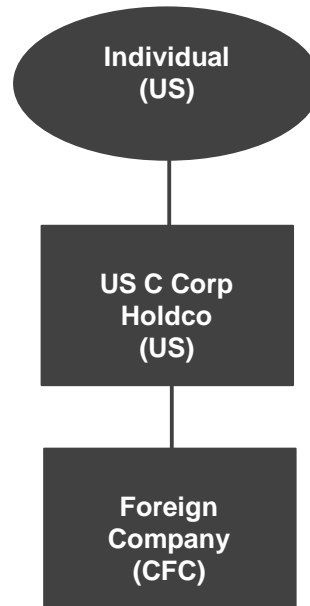 Individual
(US)
US C Corp
Holdco
(US)
Foreign
Company
(CFC)